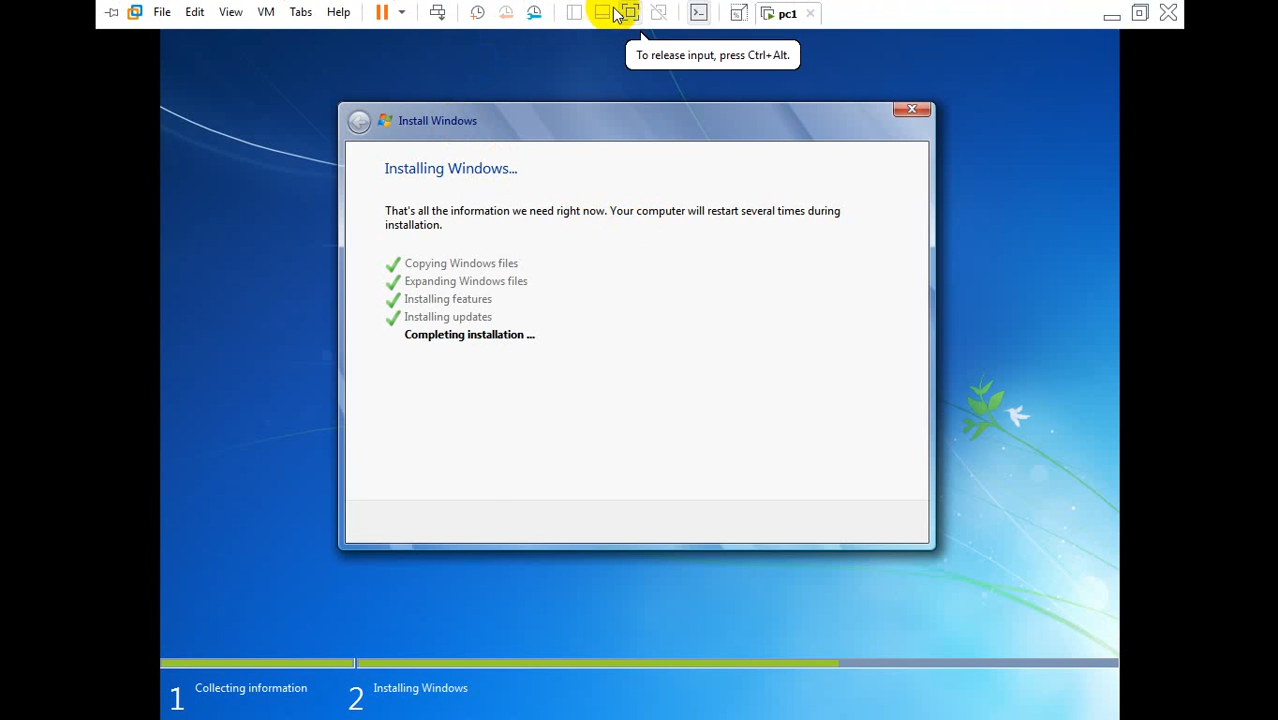 File Edit View VM Tabs Help pc1
To release input, press Ctrl+Alt.
Install Windows
Installing Windows...
That's all the information we need right now. Your computer will restart several times during
installation.
Copying Windows files
Expanding Windows files
Installing features
Installing updates
Completing installation ...
1 Collecting information 2 Installing Windows